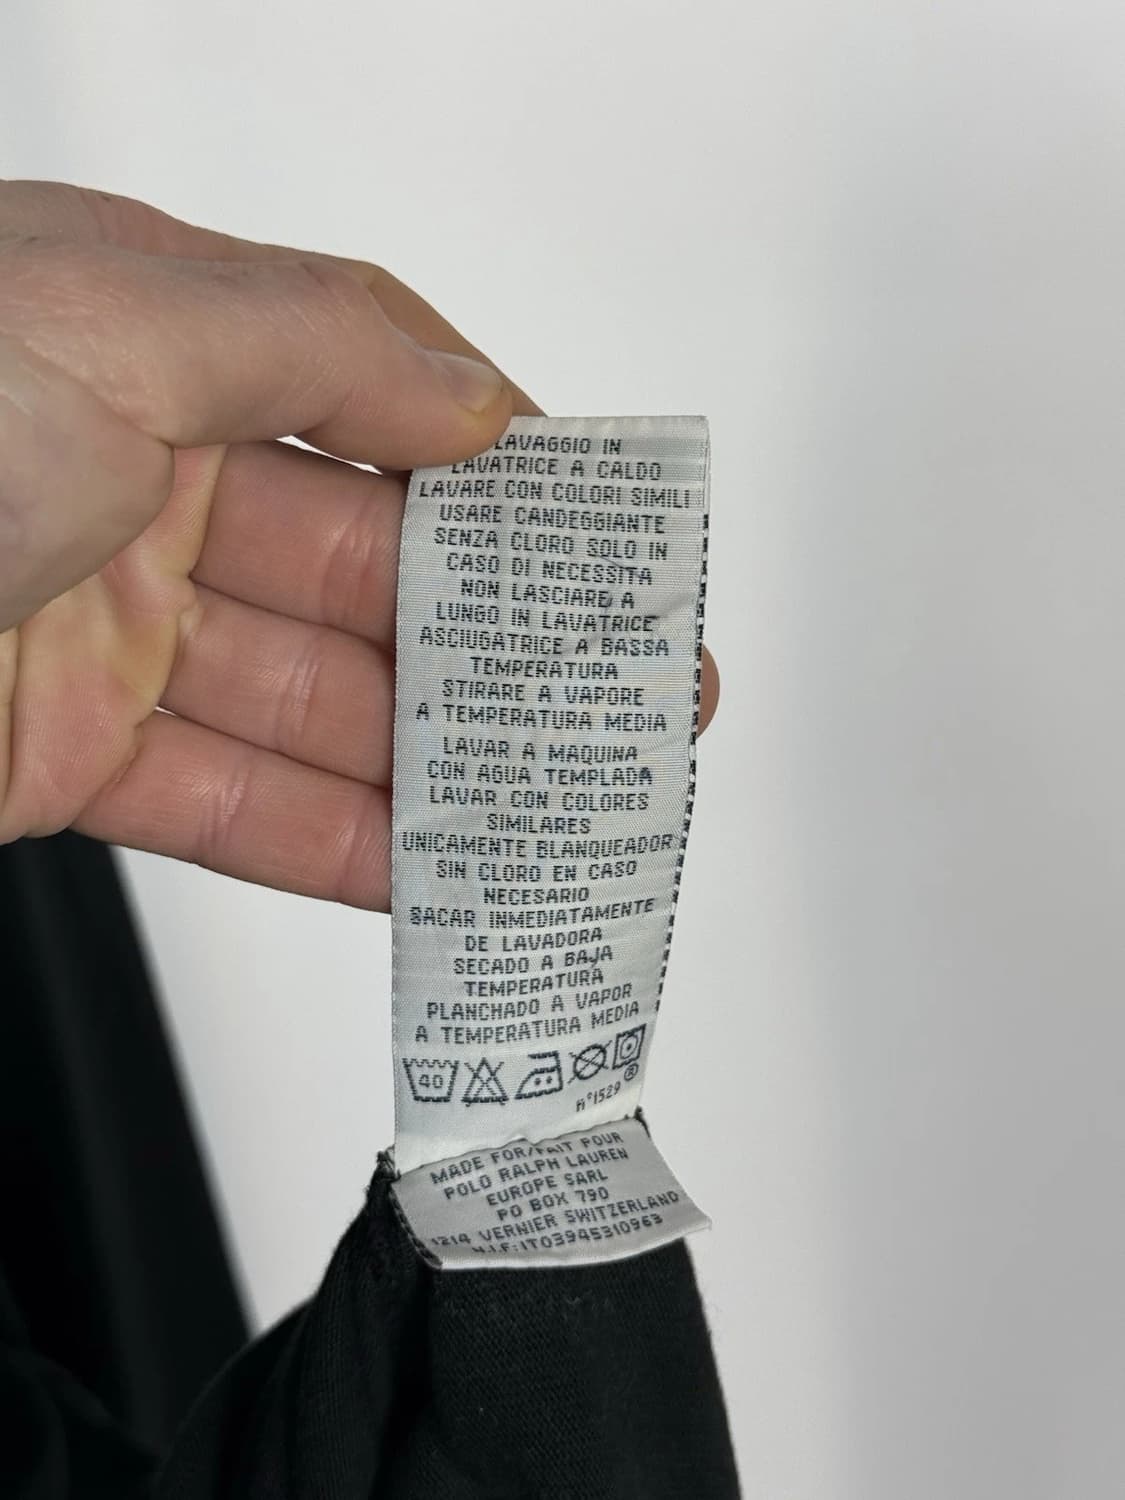 LAVAGGIO IN
LAVATRICE A CALDO
LAVARE CON COLORI SIMILI
USARE CANDEGGIANTE
SENZA CLORO SOLO IN
CASO DI NECESSITA
NON LASCIARE A
LUNGO IN LAVATRICE
ASCIUGATRICE A BASSA
TEMPERATURA
STIRARE A VAPORE
A TEMPERATURA MEDIA
LAVAR A MAQUINA
CON AGUA TEMPLADA
LAVAR CON COLORES
SIMILARES
UNICAMENTE BLANQUEADOR
SIN CLORO EN CASO
NECESARIO
SACAR INMEDIATAMENTE
DE LAVADORA
SECADO A BAJA
TEMPERATURA
PLANCHADO A VAPOR
A TEMPERATURA MEDIA
40
®
N°1529
MADE FOR/FAIT POUR
POLO RALPH LAUREN
EUROPE SARL
PO BOX 790
1214 VERNIER SWITZERLAND
N.I.F:IT03945310963